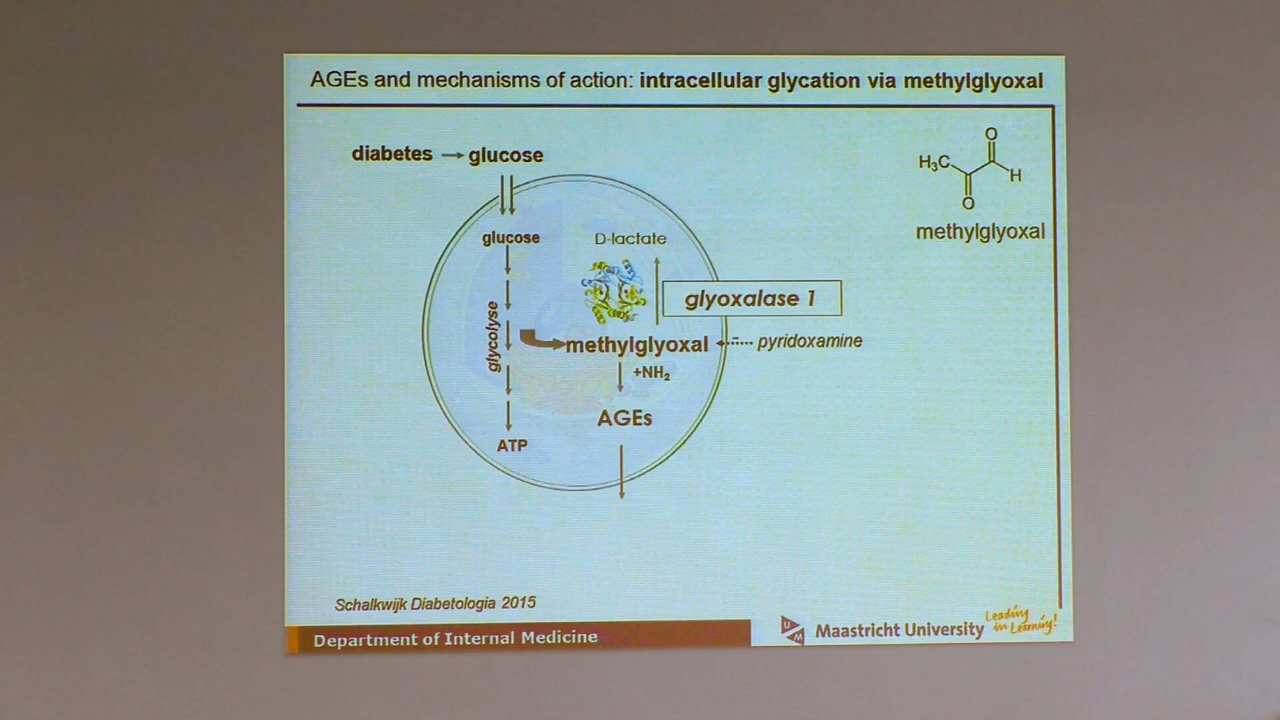 AGEs and mechanisms of action: intracellular glycation via methylglyoxal
diabetes → glucose
glucose
D-lactate
glyoxalase 1
glycolyse
methylglyoxal
pyridoxamine
+NH₂
AGEs
ATP
O
H₃C
H
O
methylglyoxal
Schalkwijk Diabetologia 2015
Department of Internal Medicine
UM
Maastricht University
Leading
in Learning!